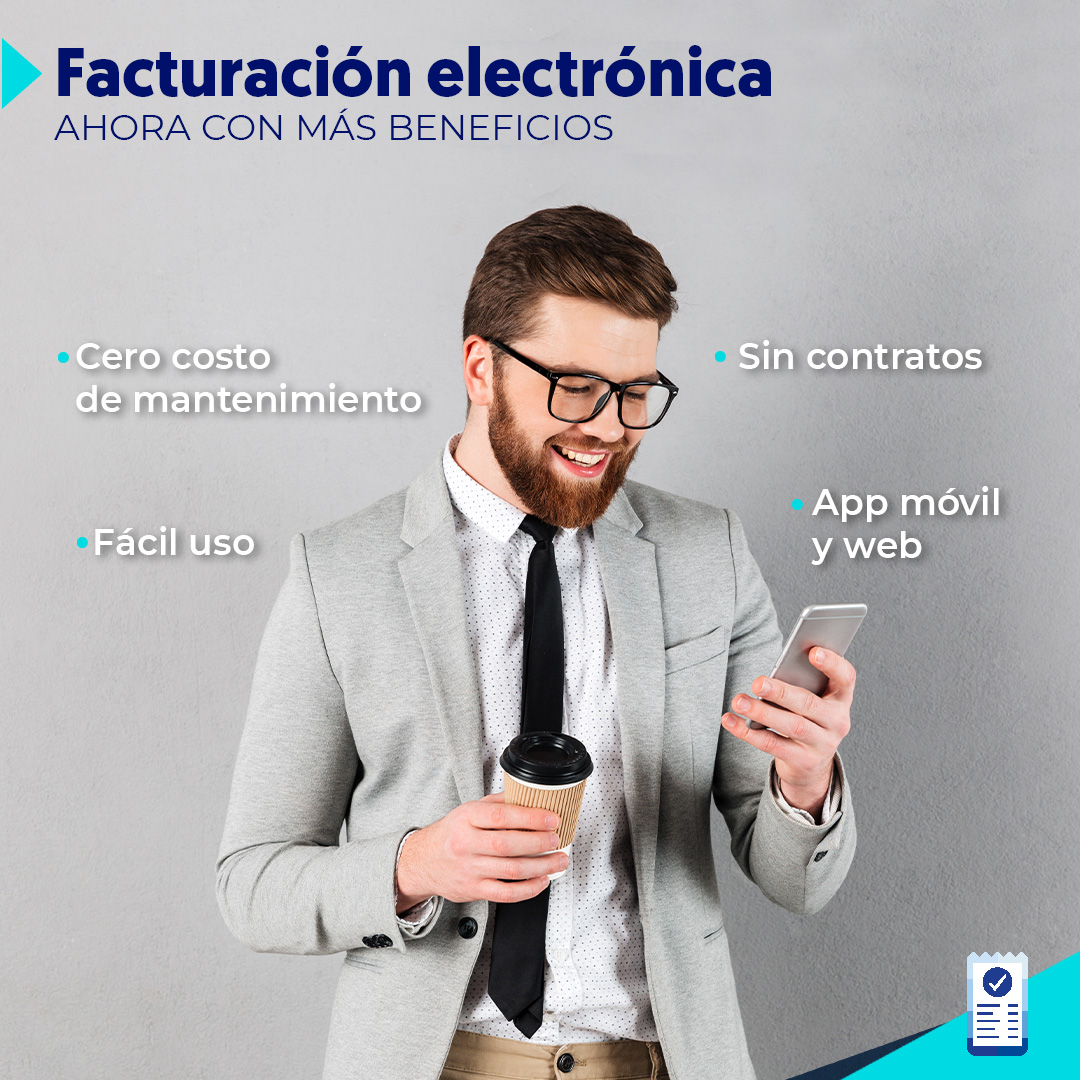 Facturación electrónica
AHORA CON MÁS BENEFICIOS
• Cero costo
de mantenimiento
• Fácil uso
• Sin contratos
• App móvil
y web